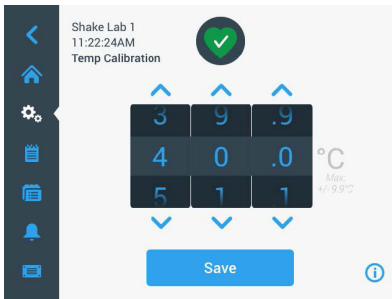 Shake Lab 1
11:22:24AM
Temp Calibration
3 9 .9
4 0 .0 °C
Max.
+/- 9.9°C
5 1 .1
Save